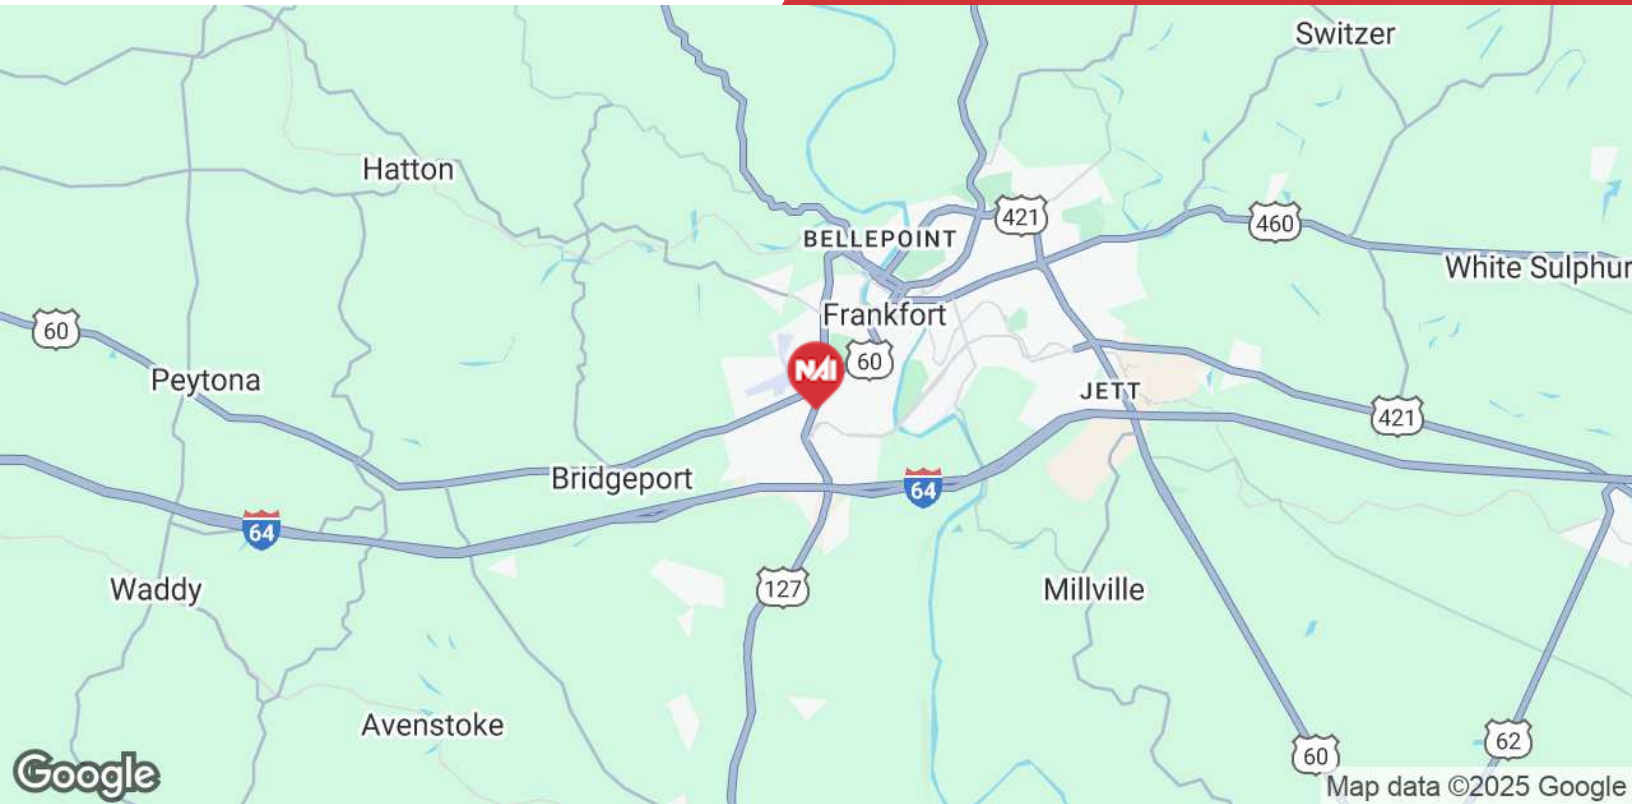 Switzer
Hatton
421
460
BELLEPOINT
White Sulphur
Frankfort
60
60
NAI
Peytona
JETT
421
Bridgeport
64
64
Waddy
127
Millville
Avenstoke
62
60
Google
Map data ©2025 Google